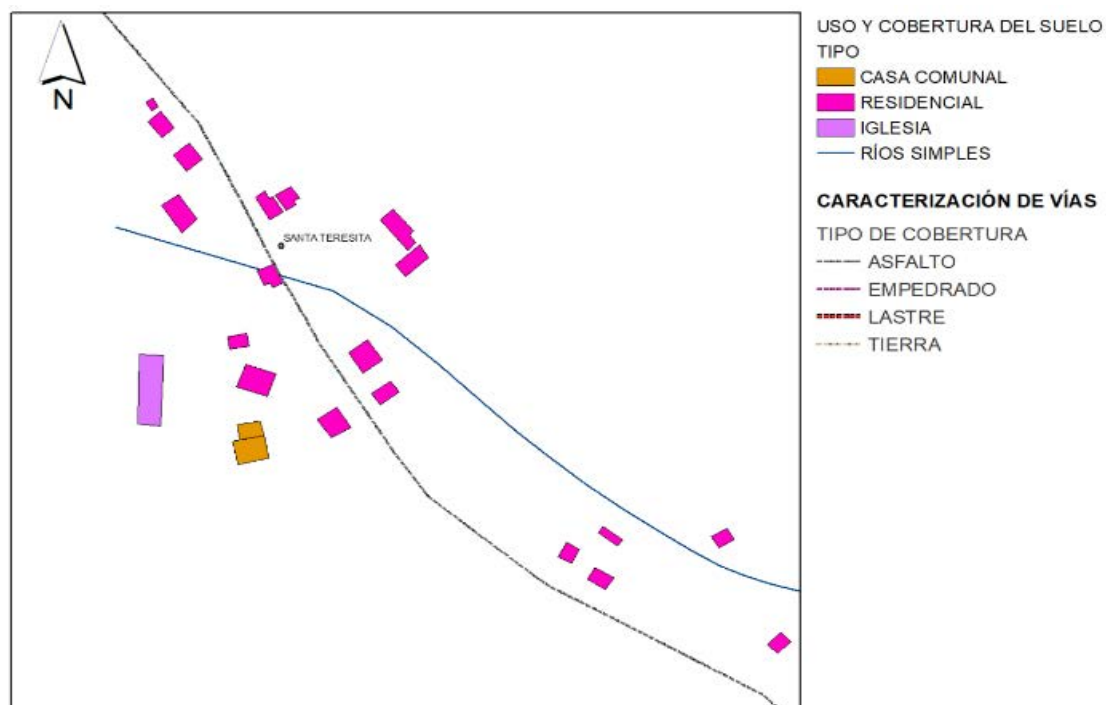 N
SANTA TERESITA
USO Y COBERTURA DEL SUELO
TIPO
CASA COMUNAL
RESIDENCIAL
IGLESIA
RÍOS SIMPLES
CARACTERIZACIÓN DE VÍAS
TIPO DE COBERTURA
ASFALTO
EMPEDRADO
LASTRE
TIERRA